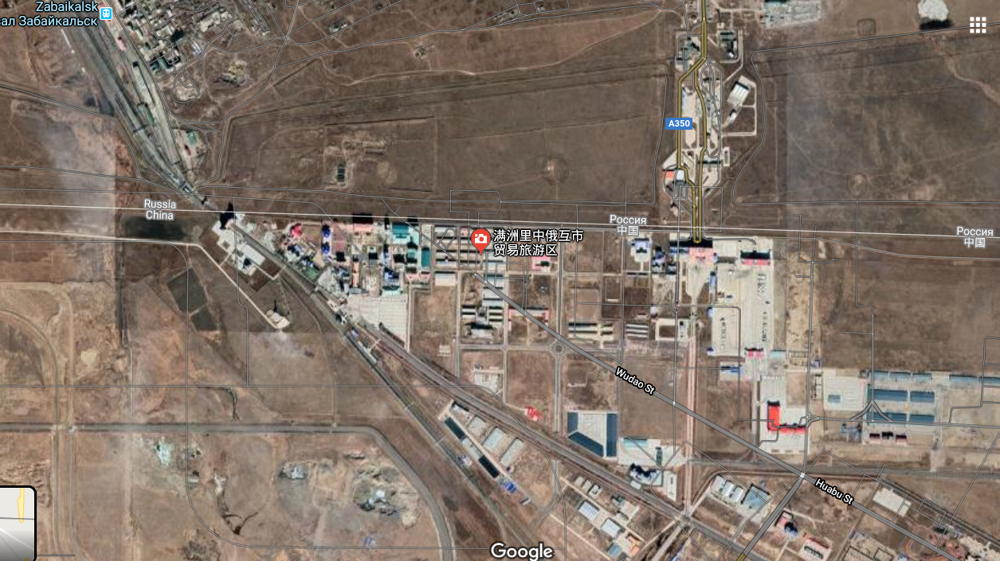 Zabaikalsk
вал Забайкальск
A350
Russia
China
Россия
中国
满洲里中俄互市
贸易旅游区
Россия
中国
Wudao St
Huabu St
Google